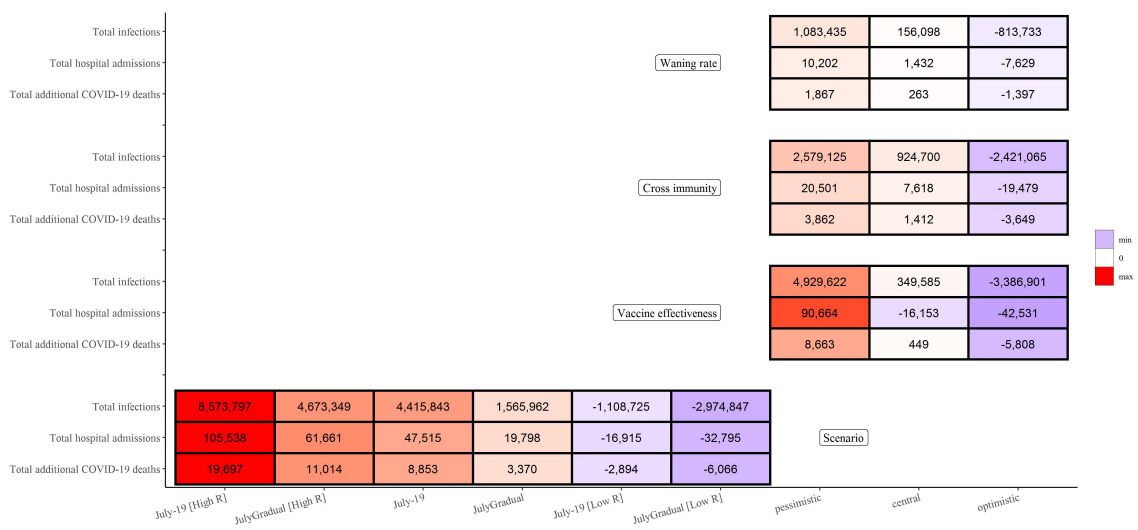 Total infections 1,083,435 156,098 -813,733
Waning rate
Total hospital admissions 10,202 1,432 -7,629
Total additional COVID-19 deaths 1,867 263 -1,397
Total infections 2,579,125 924,700 -2,421,065
Total hospital admissions Cross immunity 20,501 7,618 -19,479
Total additional COVID-19 deaths 3,862 1,412 -3,649
min
0
max
Total infections 4,929,622 349,585 -3,386,901
Total hospital admissions Vaccine effectiveness 90,664 -16,153 -42,531
Total additional COVID-19 deaths 8,663 449 -5,808
Total infections 8,573,797 4,673,349 4,415,843 1,565,962 -1,108,725 -2,974,847
Total hospital admissions 105,538 61,661 47,515 19,798 -16,915 -32,795 Scenario
Total additional COVID-19 deaths 19,697 11,014 8,853 3,370 -2,894 -6,066
July-19 [High R] JulyGradual [High R] July-19 JulyGradual July-19 [Low R] JulyGradual [Low R] pessimistic central optimistic